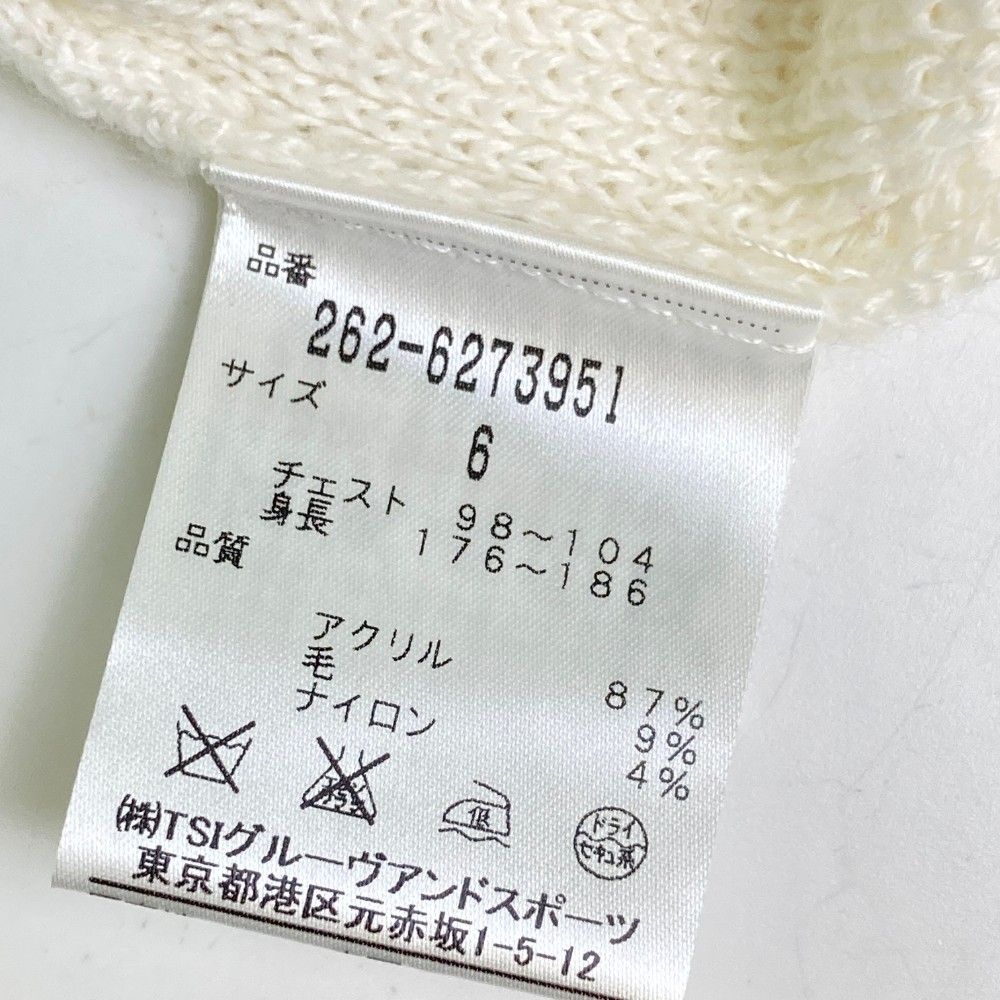 品番
262-6273951
サイズ
6
チェスト 98~104
身長 176~186
品質
アクリル 87%
毛 9%
ナイロン 4%
低
ドライ
セキユ系
㈱TSIグルーヴアンドスポーツ
東京都港区元赤坂1-5-12